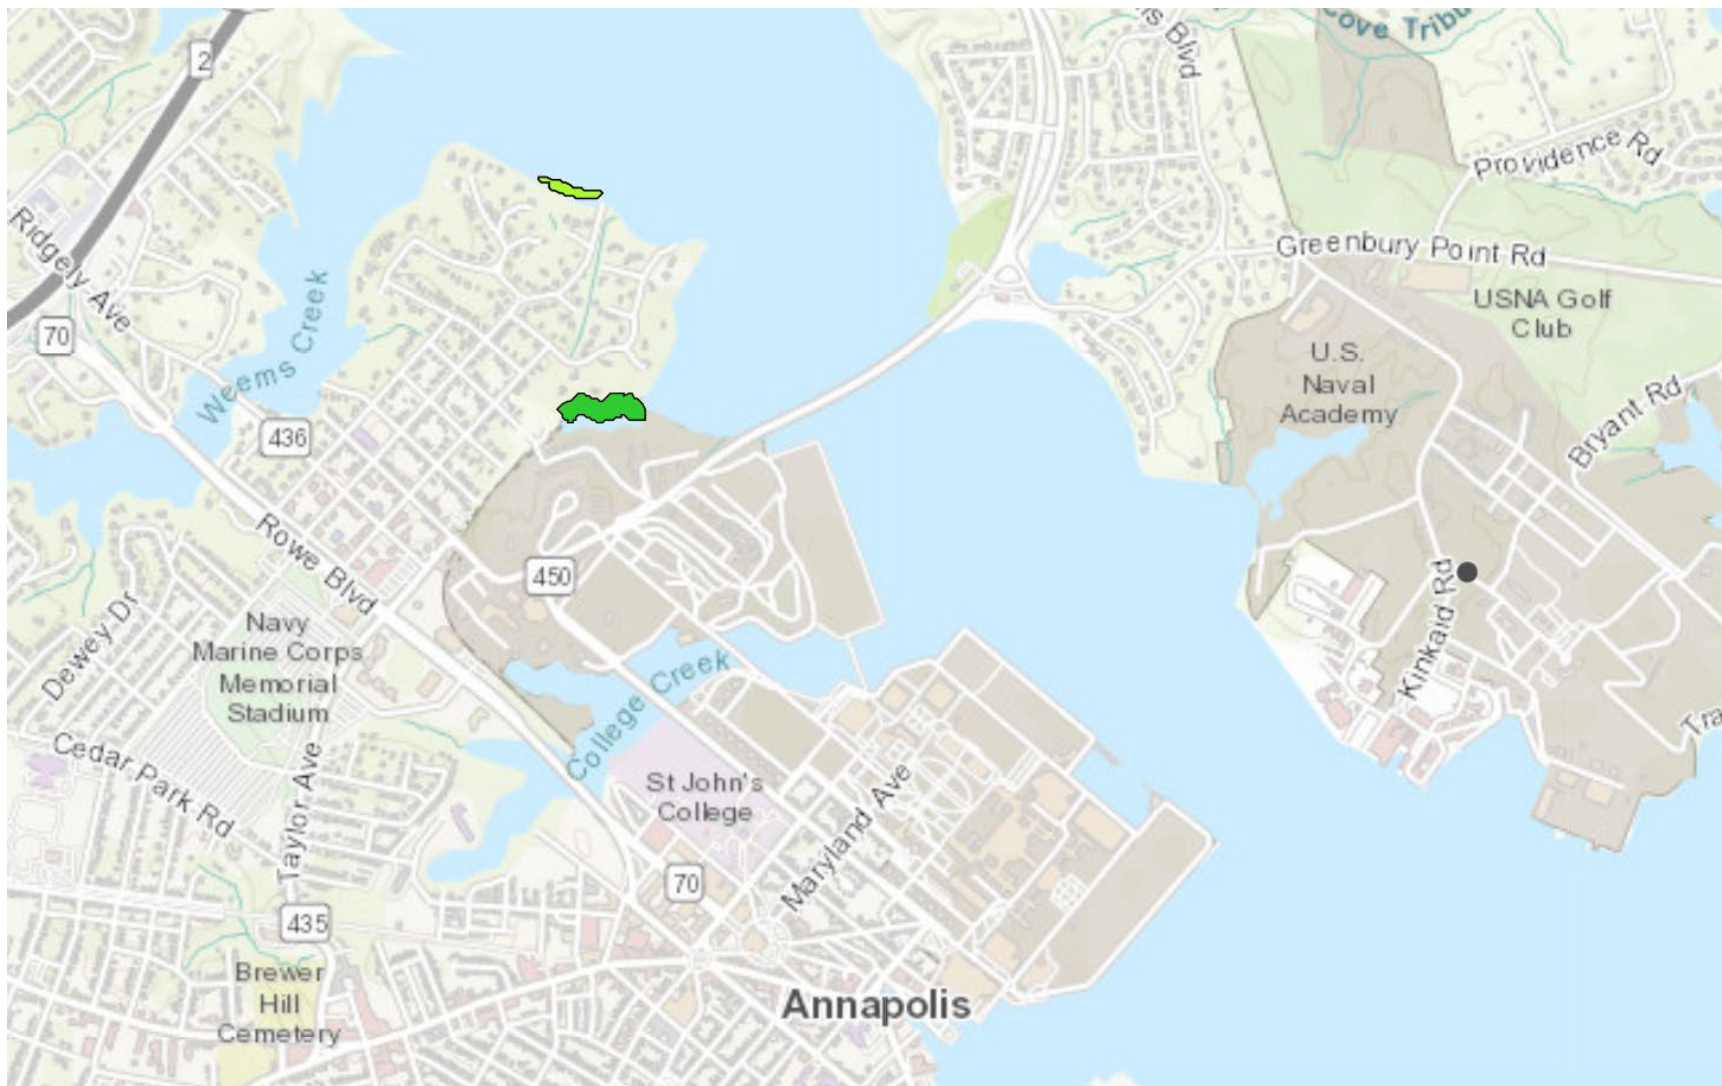 Cove Tribu
Blvd
2
Providence Rd
Ridgely Ave
Greenbury Point Rd
USNA Golf
Club
70
Weems Creek
U.S.
Naval
Academy
Bryant Rd
436
Rowe Blvd
450
Kinkaid Rd
Dewey Dr
Navy
Marine Corps
Memorial
Stadium
College Creek
Tra
Cedar Park Rd
Taylor Ave
St John's
College
Maryland Ave
70
435
Brewer
Hill
Cemetery
Annapolis